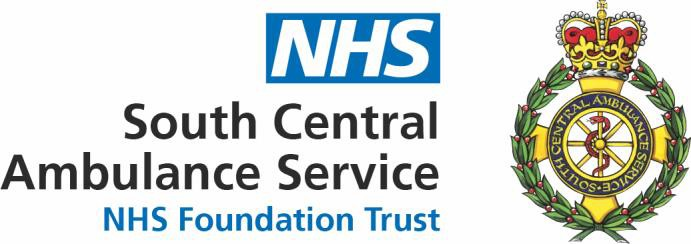 NHS
South Central
Ambulance Service
NHS Foundation Trust
SOUTH CENTRAL AMBULANCE SERVICE